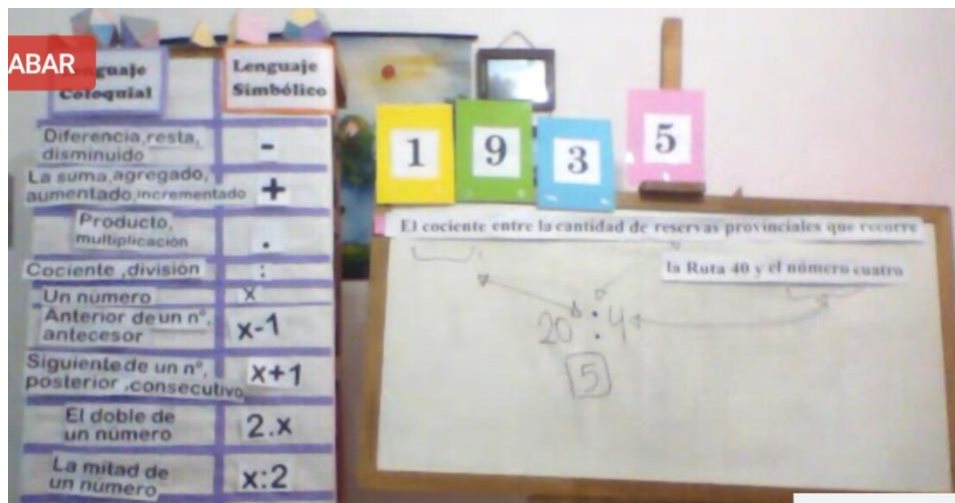 ABAR
Lenguaje
Coloquial
Lenguaje
Simbólico
Diferencia,resta,
disminuido
-
La suma,agregado,
aumentado,incrementado
+
Producto,
multiplicación
.
Cociente ,división
:
Un número
x
Anterior de un nº,
antecesor
x-1
Siguiente de un nº,
posterior ,consecutivo
x+1
El doble de
un número
2.x
La mitad de
un número
x:2
1 9 3 5
El cociente entre la cantidad de reservas provinciales que recorre
la Ruta 40 y el número cuatro
20 : 4
5